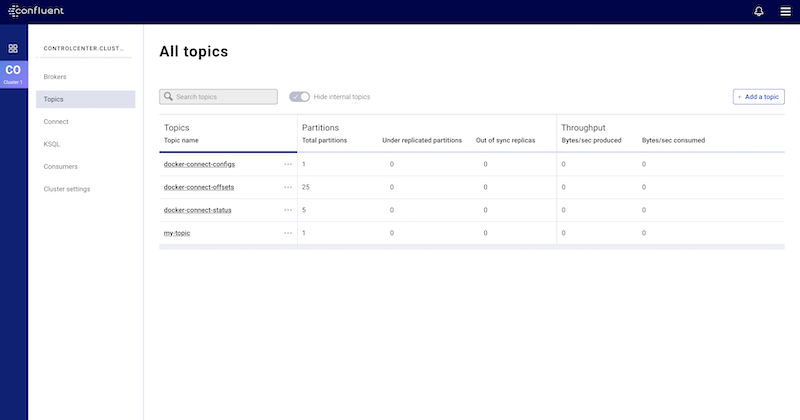 confluent
CO
Cluster 1
CONTROLCENTER.CLUST...
Brokers
Topics
Connect
KSQL
Consumers
Cluster settings
All topics
Search topics
Hide internal topics
+ Add a topic
Topics Partitions Throughput
Topic name Total partitions Under replicated partitions Out of sync replicas Bytes/sec produced Bytes/sec consumed
docker-connect-configs ... 1 0 0 0 0
docker-connect-offsets ... 25 0 0 0 0
docker-connect-status ... 5 0 0 0 0
my-topic ... 1 0 0 0 0